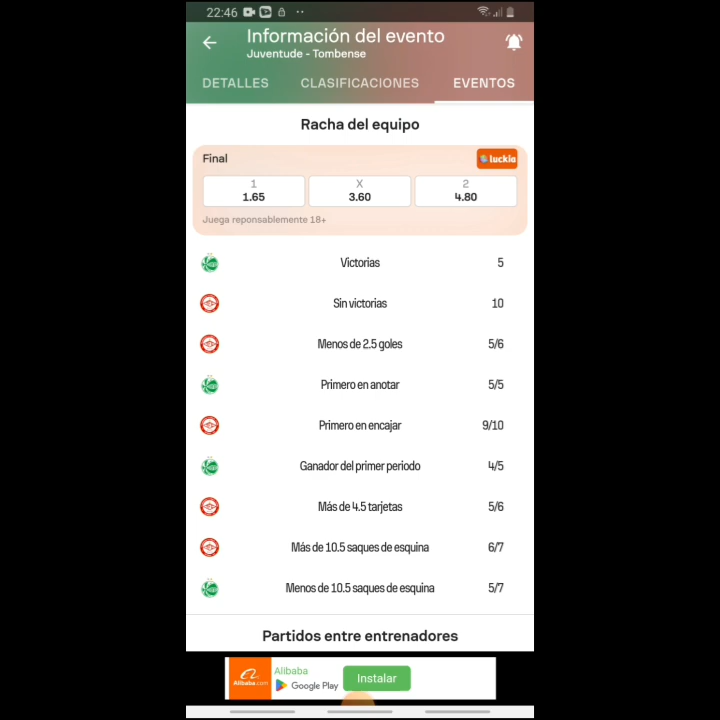 22:46
Información del evento
Juventude - Tombense
DETALLES CLASIFICACIONES EVENTOS
Racha del equipo
Final luckia
1 X 2
1.65 3.60 4.80
Juega reponsablemente 18+
Victorias 5
Sin victorias 10
Menos de 2.5 goles 5/6
Primero en anotar 5/5
Primero en encajar 9/10
Ganador del primer periodo 4/5
Más de 4.5 tarjetas 5/6
Más de 10.5 saques de esquina 6/7
Menos de 10.5 saques de esquina 5/7
Partidos entre entrenadores
Alibaba
Alibaba.com Google Play Instalar